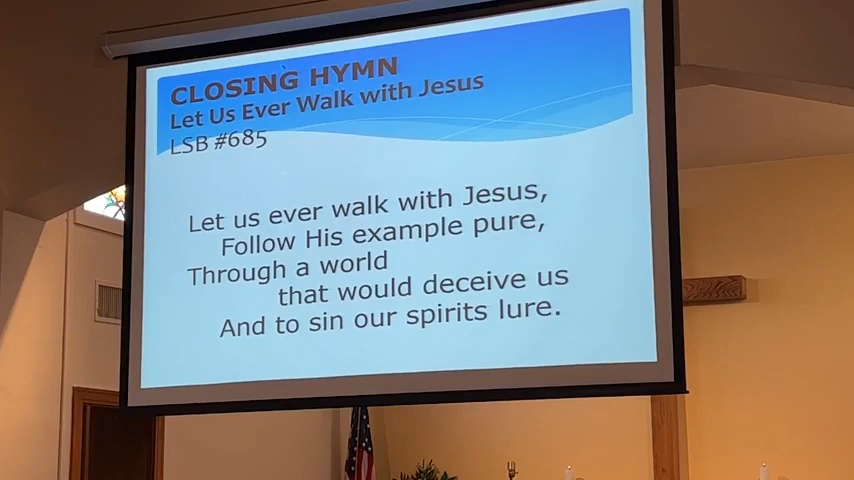 CLOSING HYMN
Let Us Ever Walk with Jesus
LSB #685
Let us ever walk with Jesus,
Follow His example pure,
Through a world
that would deceive us
And to sin our spirits lure.